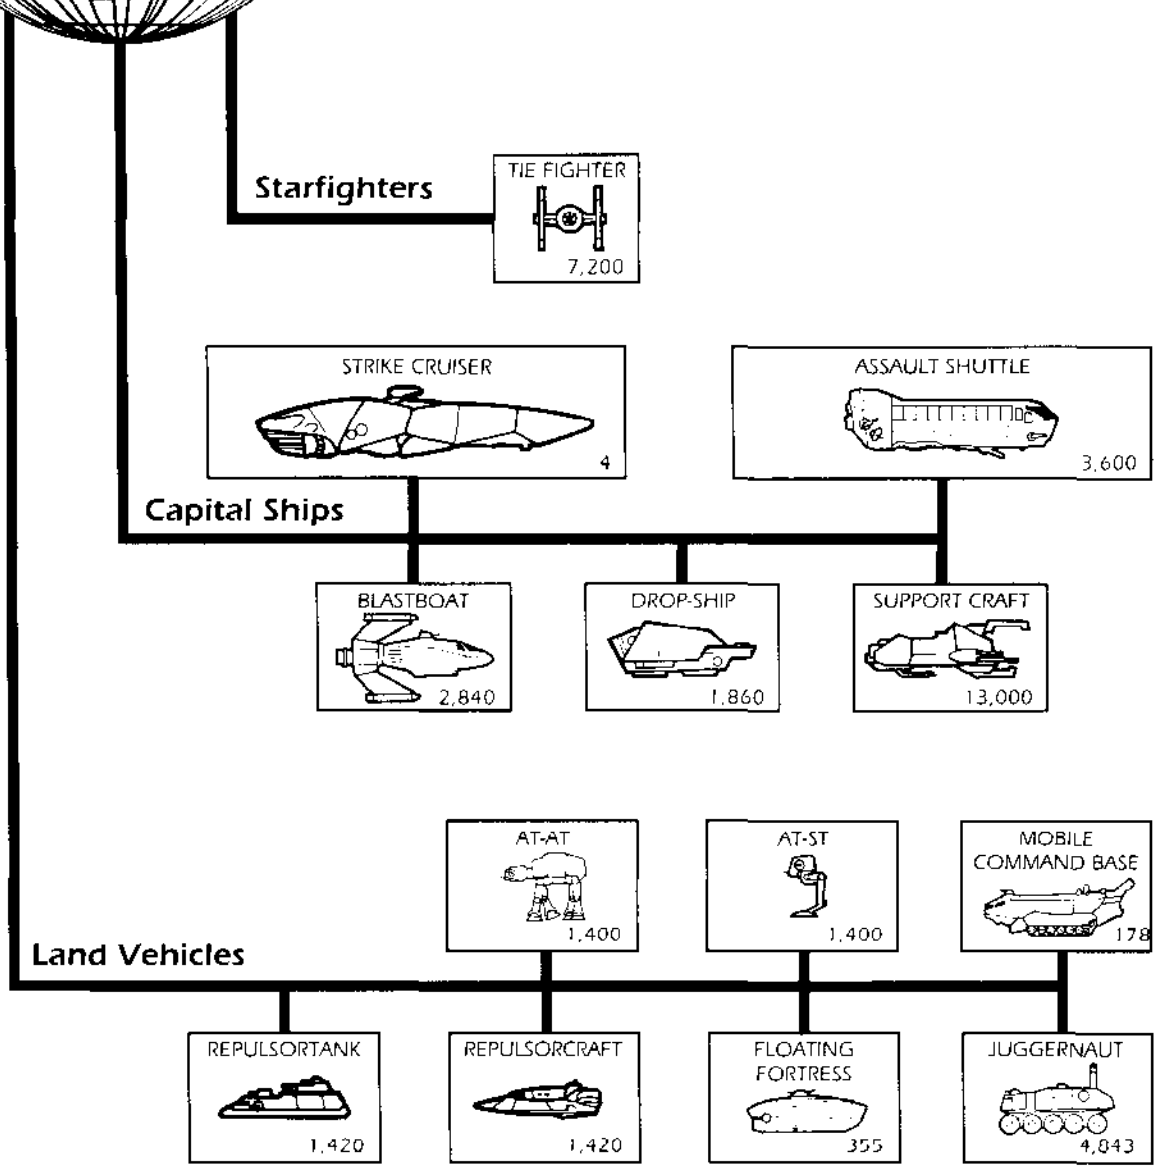 Starfighters
TIE FIGHTER
7,200
STRIKE CRUISER
4
ASSAULT SHUTTLE
3,600
Capital Ships
BLASTBOAT
2,840
DROP-SHIP
1,860
SUPPORT CRAFT
13,000
AT-AT
1,400
AT-ST
1,400
MOBILE
COMMAND BASE
178
Land Vehicles
REPULSORTANK
1,420
REPULSORCRAFT
1,420
FLOATING
FORTRESS
355
JUGGERNAUT
4,843